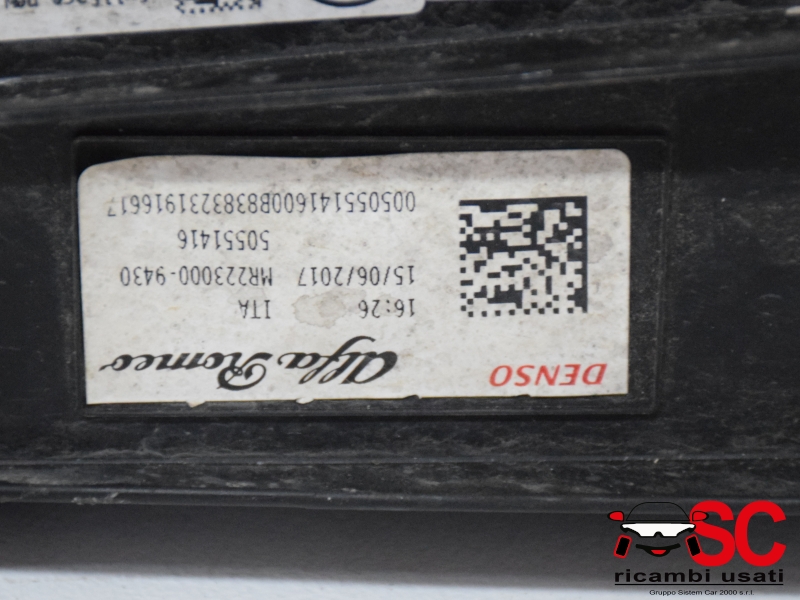 DENSO Alfa Romeo
16:26 ITA
15/06/2017 MR223000-9430
50551416
005055141600B8383231916617
SC
ricambi usati
Gruppo Sistem Car 2000 s.r.l.